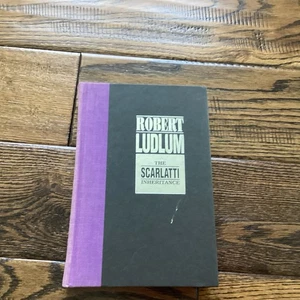 ROBERT
LUDLUM
THE
SCARLATTI
INHERITANCE